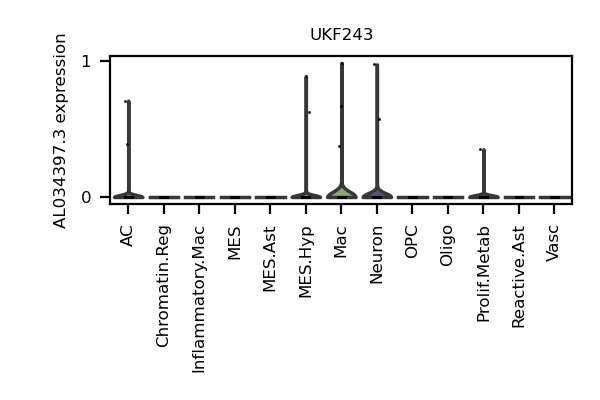 UKF243
AL034397.3 expression
1
0
AC
Chromatin.Reg
Inflammatory.Mac
MES
MES.Ast
MES.Hyp
Mac
Neuron
OPC
Oligo
Prolif.Metab
Reactive.Ast
Vasc